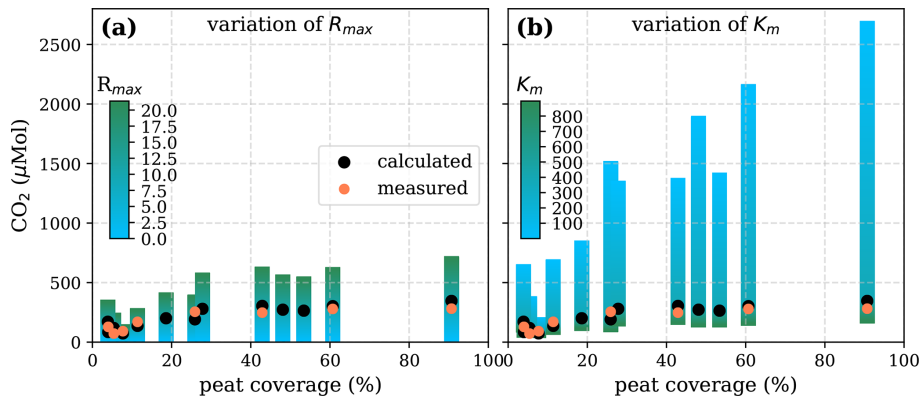 (a) variation of Rmax
(b) variation of Km
CO2 (μMol)
2500
2000
1500
1000
500
0
Rmax
20.0
17.5
15.0
12.5
10.0
7.5
5.0
2.5
0.0
calculated
measured
Km
800
700
600
500
400
300
200
100
0 20 40 60 80 100
0 20 40 60 80 100
peat coverage (%)
peat coverage (%)